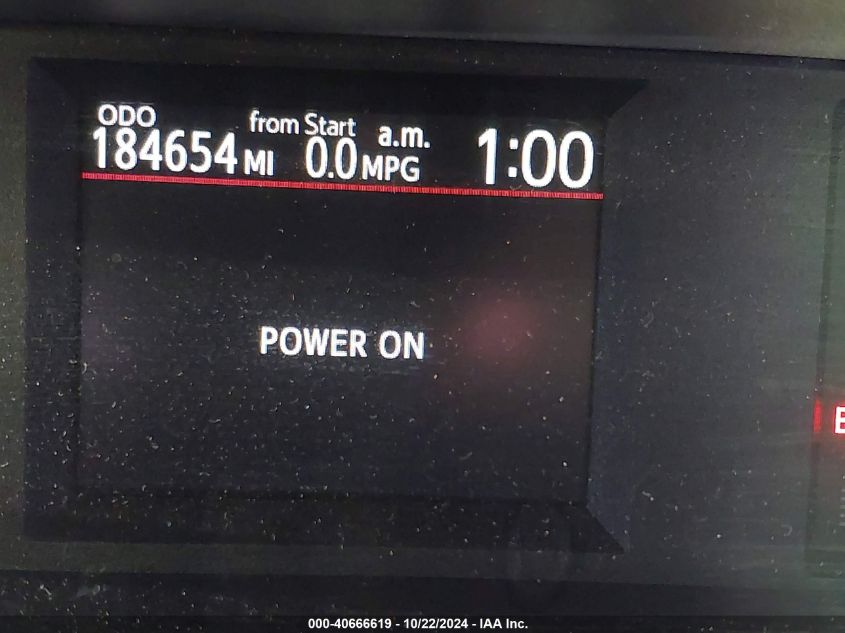 ODO from Start a.m. 1:00
184654 MI 0.0 MPG
POWER ON
E
000-40666619 - 10/22/2024 - IAA Inc.